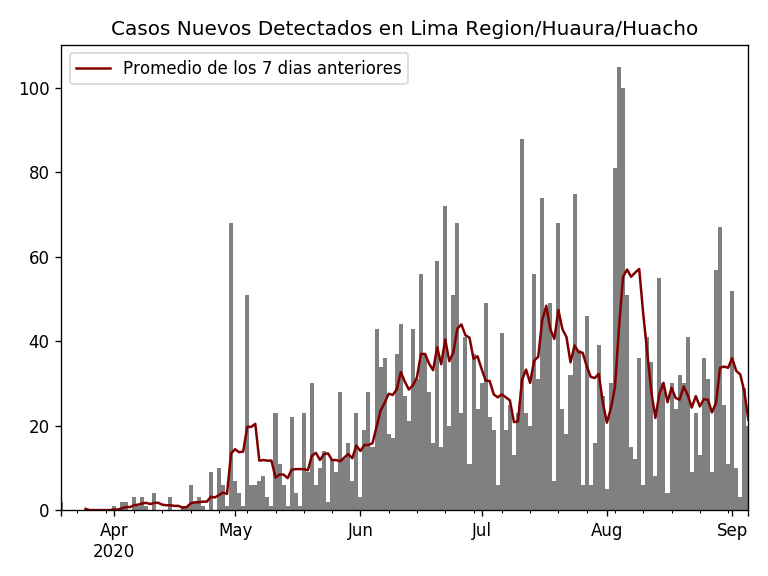 Casos Nuevos Detectados en Lima Region/Huaura/Huacho
Promedio de los 7 dias anteriores
100
80
60
40
20
0
Apr May Jun Jul Aug Sep
2020